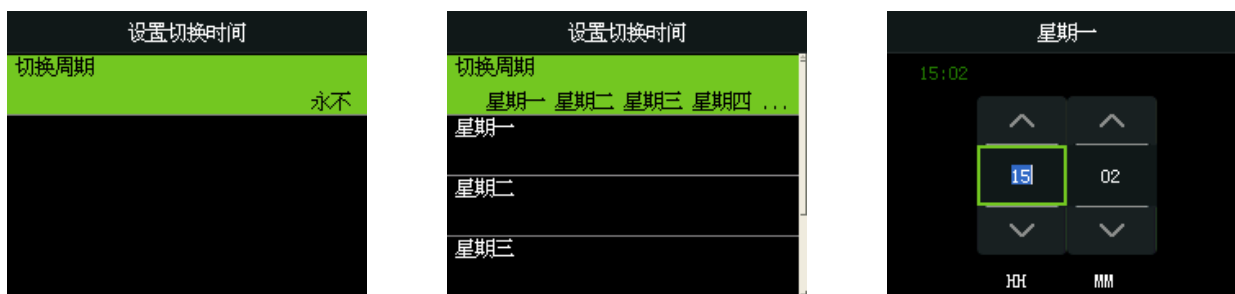 设置切换时间
切换周期
永不
设置切换时间
切换周期
星期一 星期二 星期三 星期四 ...
星期一
星期二
星期三
星期一
15:02
15 02
HH MM